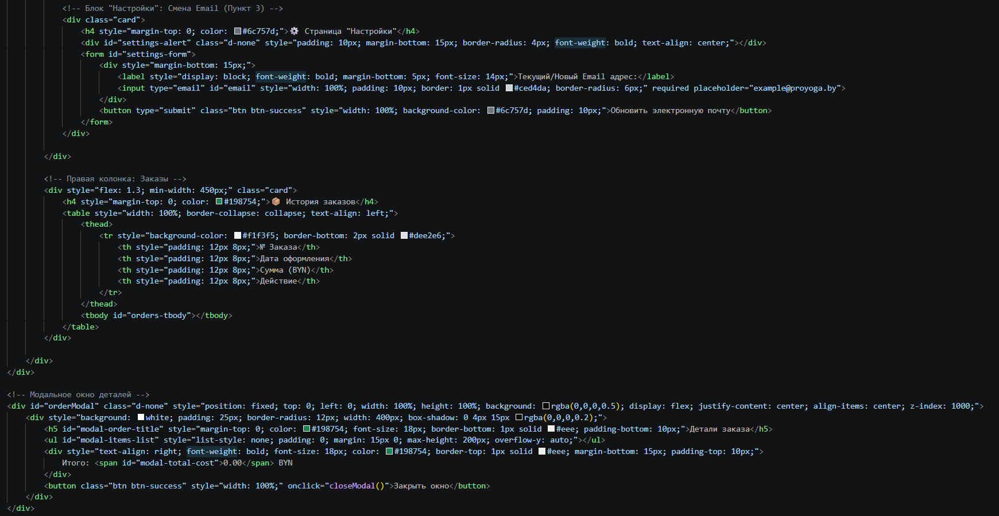 <!-- Блок "Настройки": Смена Email (Пункт 3) -->
<div class="card">
<h4 style="margin-top: 0; color: #6c757d;">⚙️ Страница "Настройки"</h4>
<div id="settings-alert" class="d-none" style="padding: 10px; margin-bottom: 15px; border-radius: 4px; font-weight: bold; text-align: center;"></div>
<form id="settings-form">
<div style="margin-bottom: 15px;">
<label style="display: block; font-weight: bold; margin-bottom: 5px; font-size: 14px;">Текущий/Новый Email адрес:</label>
<input type="email" id="email" style="width: 100%; padding: 10px; border: 1px solid #ced4da; border-radius: 6px;" required placeholder="example@proyoga.by">
</div>
<button type="submit" class="btn btn-success" style="width: 100%; background-color: #6c757d; padding: 10px;">Обновить электронную почту</button>
</form>
</div>
</div>
<!-- Правая колонка: Заказы -->
<div style="flex: 1.3; min-width: 450px;" class="card">
<h4 style="margin-top: 0; color: #198754;">📦 История заказов</h4>
<table style="width: 100%; border-collapse: collapse; text-align: left;">
<thead>
<tr style="background-color: #f1f3f5; border-bottom: 2px solid #dee2e6;">
<th style="padding: 12px 8px;">№ Заказа</th>
<th style="padding: 12px 8px;">Дата оформления</th>
<th style="padding: 12px 8px;">Сумма (BYN)</th>
<th style="padding: 12px 8px;">Действие</th>
</tr>
</thead>
<tbody id="orders-tbody"></tbody>
</table>
</div>
</div>
</div>
<!-- Модальное окно деталей -->
<div id="orderModal" class="d-none" style="position: fixed; top: 0; left: 0; width: 100%; height: 100%; background: rgba(0,0,0,0.5); display: flex; justify-content: center; align-items: center; z-index: 1000;">
<div style="background: white; padding: 25px; border-radius: 12px; width: 400px; box-shadow: 0 4px 15px rgba(0,0,0,0.2);">
<h5 id="modal-order-title" style="margin-top: 0; color: #198754; font-size: 18px; border-bottom: 1px solid #eee; padding-bottom: 10px;">Детали заказа</h5>
<ul id="modal-items-list" style="list-style: none; padding: 0; margin: 15px 0; max-height: 200px; overflow-y: auto;"></ul>
<div style="text-align: right; font-weight: bold; font-size: 18px; color: #198754; border-top: 1px solid #eee; margin-bottom: 15px; padding-top: 10px;">
Итого: <span id="modal-total-cost">0.00</span> BYN
</div>
<button class="btn btn-success" style="width: 100%;" onclick="closeModal()">Закрыть окно</button>
</div>
</div>